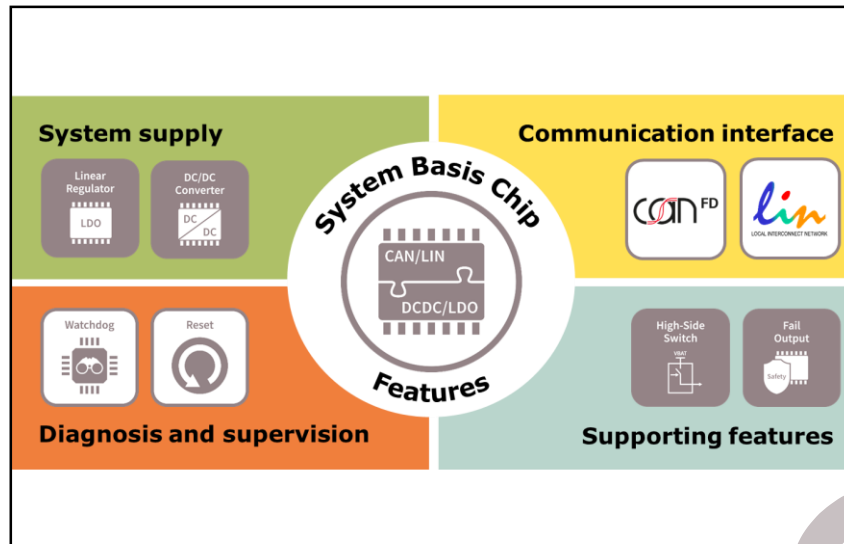 System supply
Linear
Regulator
LDO
DC/DC
Converter
DC
DC
Communication interface
CAN FD
lin
LOCAL INTERCONNECT NETWORK
System Basis Chip
CAN/LIN
DCDC/LDO
Features
Watchdog
Reset
Diagnosis and supervision
High-Side
Switch
VBAT
Fail
Output
Safety
Supporting features